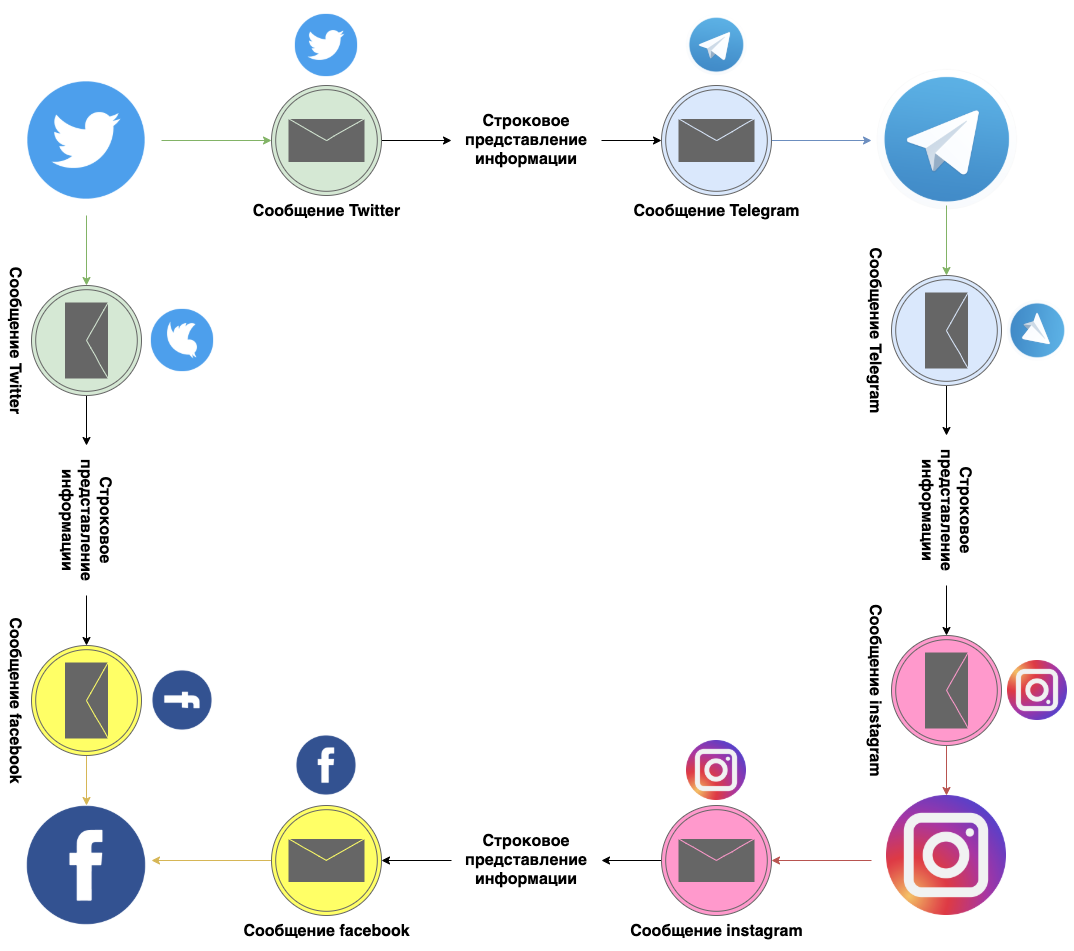 Строковое
представление
информации
Сообщение Twitter
Сообщение Telegram
Сообщение Twitter
Сообщение Telegram
Строковое
представление
информации
Строковое
представление
информации
Сообщение facebook
Сообщение instagram
Строковое
представление
информации
Сообщение facebook
Сообщение instagram